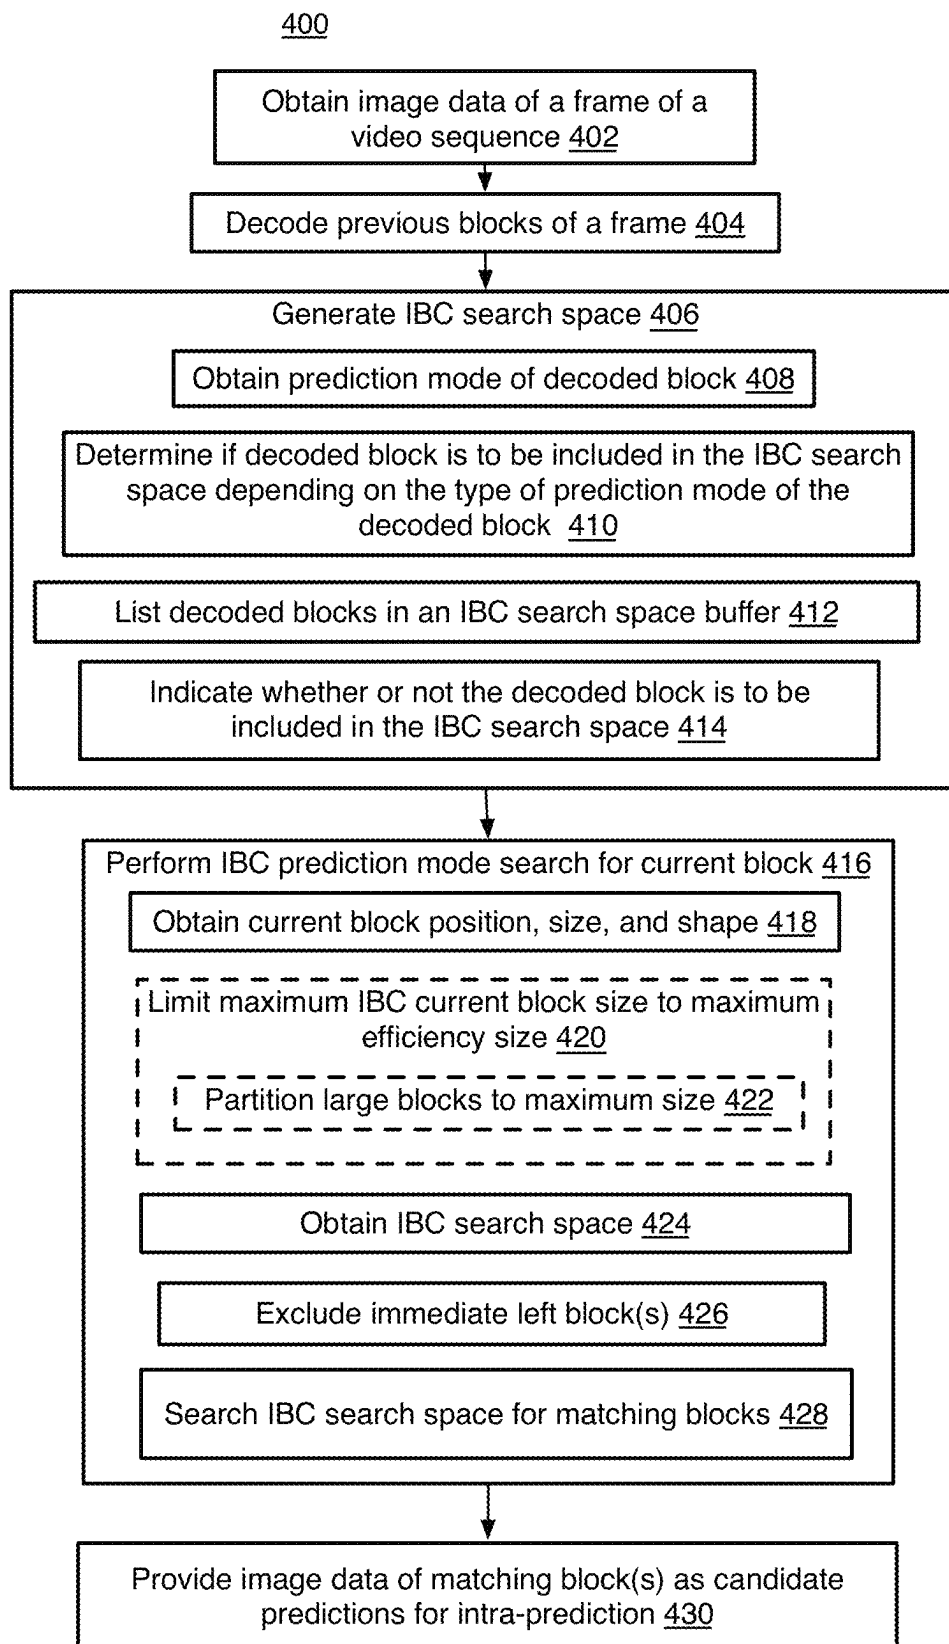 400
Obtain image data of a frame of a
video sequence 402
Decode previous blocks of a frame 404
Generate IBC search space 406
Obtain prediction mode of decoded block 408
Determine if decoded block is to be included in the IBC search
space depending on the type of prediction mode of the
decoded block 410
List decoded blocks in an IBC search space buffer 412
Indicate whether or not the decoded block is to be
included in the IBC search space 414
Perform IBC prediction mode search for current block 416
Obtain current block position, size, and shape 418
Limit maximum IBC current block size to maximum
efficiency size 420
Partition large blocks to maximum size 422
Obtain IBC search space 424
Exclude immediate left block(s) 426
Search IBC search space for matching blocks 428
Provide image data of matching block(s) as candidate
predictions for intra-prediction 430